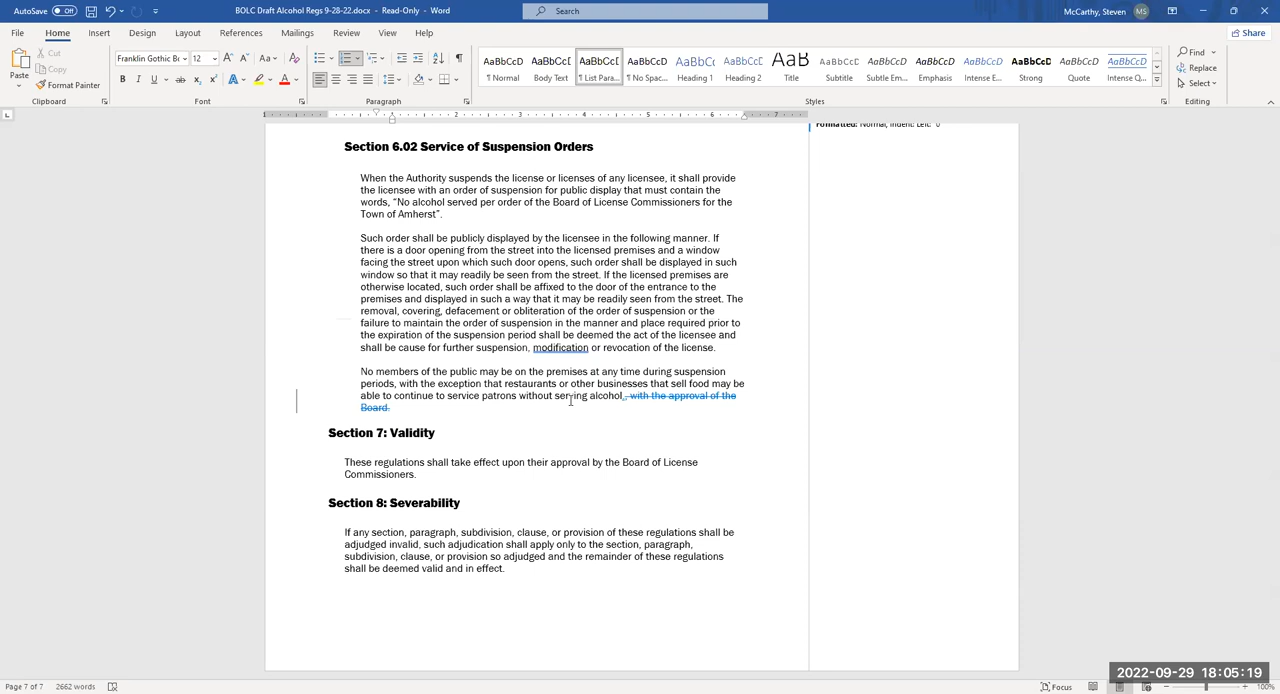 AutoSave Off BOLC Draft Alcohol Regs 9-28-22.docx - Read-Only - Word Search McCarthy, Steven MS
File Home Insert Design Layout References Mailings Review View Help Share
Paste Cut Copy Format Painter
Franklin Gothic B 12 A A Aa A
B I U ab x₂ x² A A
AaBbCcD AaBbCcD AaBbCcI AaBbCcD AaBbC AaBbCcI AaB AaBbCcD AaBbCcD AaBbCcD AaBbCcD AaBbCcD AaBbCcD AaBbCcD
¶ Normal Body Text ¶ List Para... ¶ No Spac... Heading 1 Heading 2 Title Subtitle Subtle Em... Emphasis Intense E... Strong Quote Intense Q...
Find
Replace
Select
Clipboard Font Paragraph Styles Editing
1 2 3 4 5 6 7
Formatted: Normal, Indent: Left: 0"
Section 6.02 Service of Suspension Orders
When the Authority suspends the license or licenses of any licensee, it shall provide
the licensee with an order of suspension for public display that must contain the
words, “No alcohol served per order of the Board of License Commissioners for the
Town of Amherst”.
Such order shall be publicly displayed by the licensee in the following manner. If
there is a door opening from the street into the licensed premises and a window
facing the street upon which such door opens, such order shall be displayed in such
window so that it may readily be seen from the street. If the licensed premises are
otherwise located, such order shall be affixed to the door of the entrance to the
premises and displayed in such a way that it may be readily seen from the street. The
removal, covering, defacement or obliteration of the order of suspension or the
failure to maintain the order of suspension in the manner and place required prior to
the expiration of the suspension period shall be deemed the act of the licensee and
shall be cause for further suspension, modification or revocation of the license.
No members of the public may be on the premises at any time during suspension
periods, with the exception that restaurants or other businesses that sell food may be
able to continue to service patrons without serving alcohol., with the approval of the
Board.
Section 7: Validity
These regulations shall take effect upon their approval by the Board of License
Commissioners.
Section 8: Severability
If any section, paragraph, subdivision, clause, or provision of these regulations shall be
adjudged invalid, such adjudication shall apply only to the section, paragraph,
subdivision, clause, or provision so adjudged and the remainder of these regulations
shall be deemed valid and in effect.
2022-09-29 18:05:19
Page 7 of 7 2662 words Focus 100%